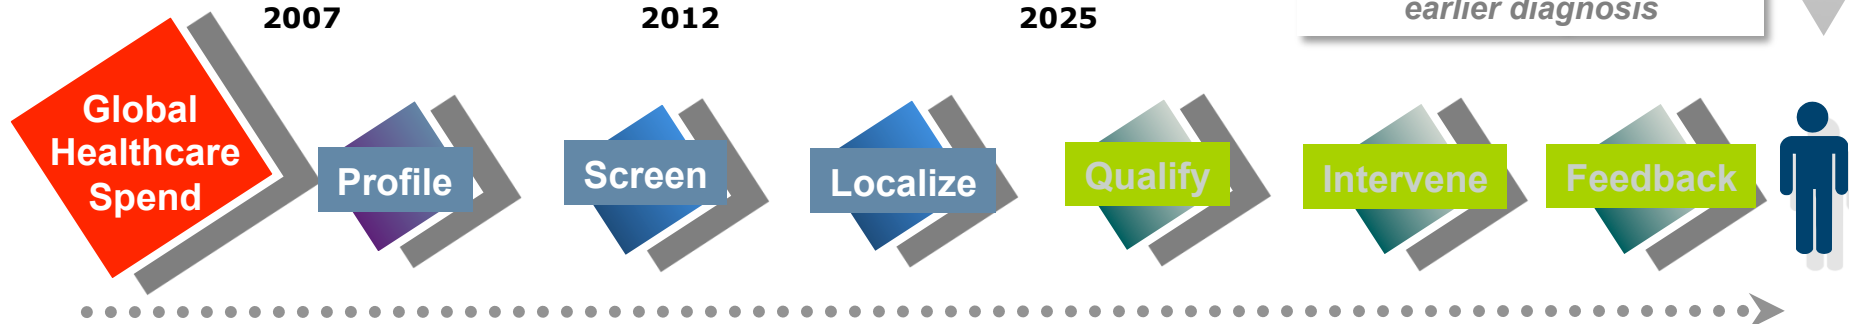 2007 2012 2025
earlier diagnosis
Global
Healthcare
Spend
Profile
Screen
Localize
Qualify
Intervene
Feedback